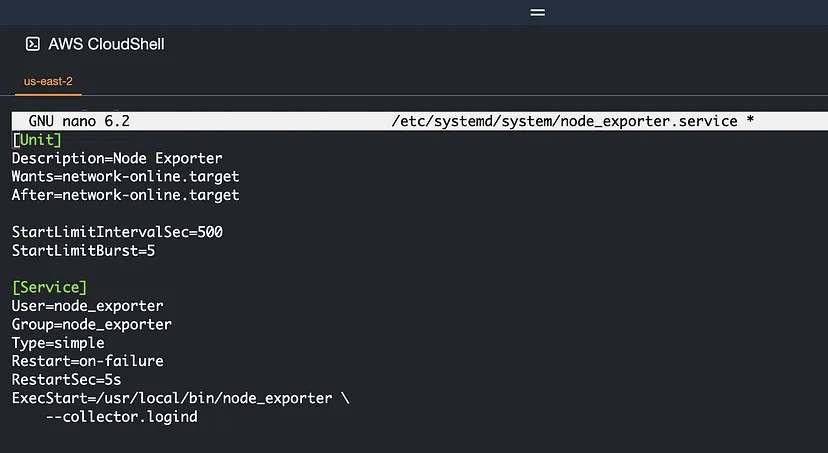 AWS CloudShell
us-east-2
GNU nano 6.2 /etc/systemd/system/node_exporter.service *
[Unit]
Description=Node Exporter
Wants=network-online.target
After=network-online.target
StartLimitIntervalSec=500
StartLimitBurst=5
[Service]
User=node_exporter
Group=node_exporter
Type=simple
Restart=on-failure
RestartSec=5s
ExecStart=/usr/local/bin/node_exporter \
--collector.logind